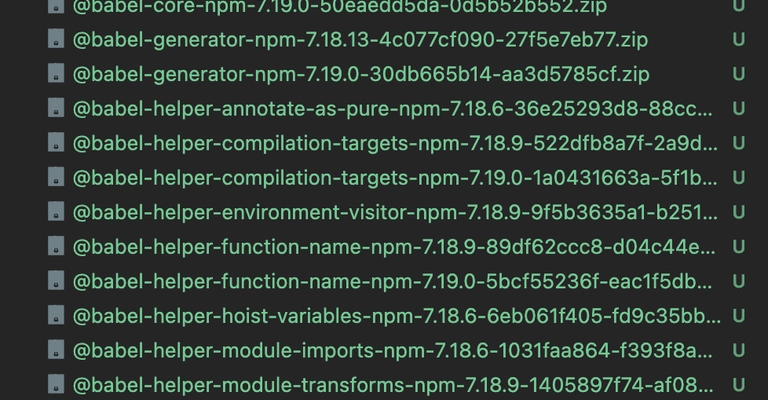 @babel-core-npm-7.19.0-50eaedd5da-0d5b52b552.zip U
@babel-generator-npm-7.18.13-4c077cf090-27f5e7eb77.zip U
@babel-generator-npm-7.19.0-30db665b14-aa3d5785cf.zip U
@babel-helper-annotate-as-pure-npm-7.18.6-36e25293d8-88cc... U
@babel-helper-compilation-targets-npm-7.18.9-522dfb8a7f-2a9d... U
@babel-helper-compilation-targets-npm-7.19.0-1a0431663a-5f1b... U
@babel-helper-environment-visitor-npm-7.18.9-9f5b3635a1-b251... U
@babel-helper-function-name-npm-7.18.9-89df62ccc8-d04c44e... U
@babel-helper-function-name-npm-7.19.0-5bcf55236f-eac1f5db... U
@babel-helper-hoist-variables-npm-7.18.6-6eb061f405-fd9c35bb... U
@babel-helper-module-imports-npm-7.18.6-1031faa864-f393f8a... U
@babel-helper-module-transforms-npm-7.18.9-1405897f74-af08... U